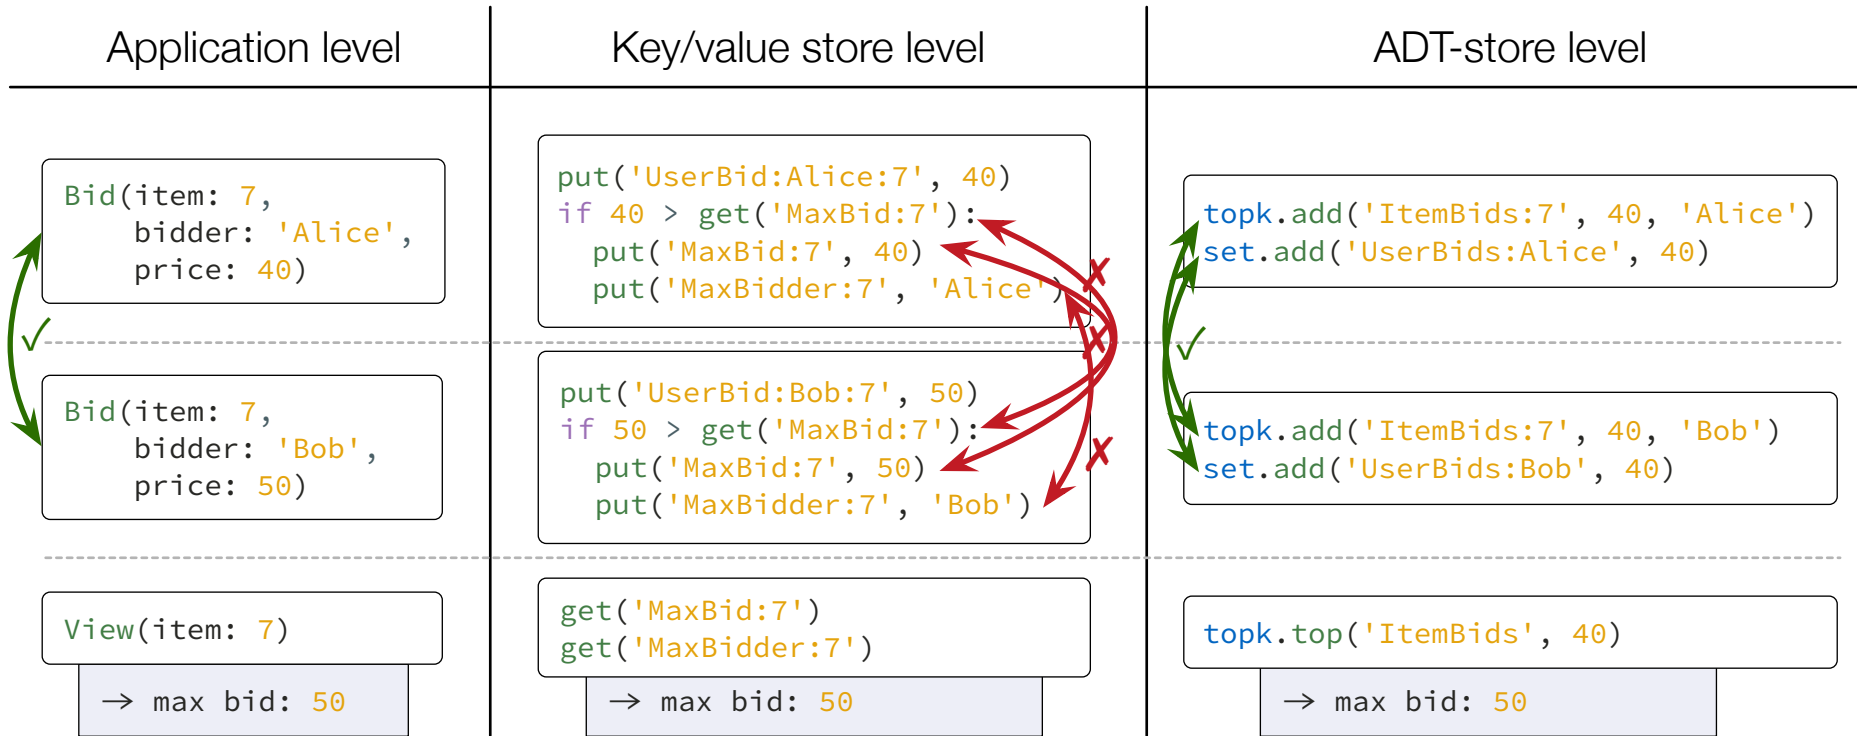 Application level
Key/value store level
ADT-store level
Bid(item: 7,
bidder: 'Alice',
price: 40)
put('UserBid:Alice:7', 40)
if 40 > get('MaxBid:7'):
put('MaxBid:7', 40)
put('MaxBidder:7', 'Alice')
topk.add('ItemBids:7', 40, 'Alice')
set.add('UserBids:Alice', 40)
Bid(item: 7,
bidder: 'Bob',
price: 50)
put('UserBid:Bob:7', 50)
if 50 > get('MaxBid:7'):
put('MaxBid:7', 50)
put('MaxBidder:7', 'Bob')
topk.add('ItemBids:7', 40, 'Bob')
set.add('UserBids:Bob', 40)
View(item: 7)
→ max bid: 50
get('MaxBid:7')
get('MaxBidder:7')
→ max bid: 50
topk.top('ItemBids', 40)
→ max bid: 50